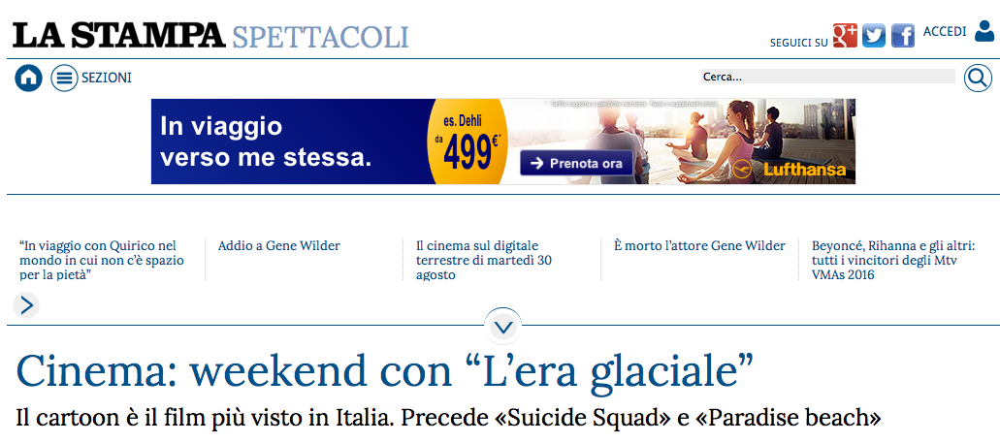 LA STAMPA SPETTACOLI
SEGUICI SU
ACCEDI
SEZIONI
Cerca...
In viaggio
verso me stessa.
es. Dehli
da 499€*
Prenota ora
Lufthansa
“In viaggio con Quirico nel
mondo in cui non c’è spazio
per la pietà”
Addio a Gene Wilder
Il cinema sul digitale
terrestre di martedì 30
agosto
È morto l’attore Gene Wilder
Beyoncé, Rihanna e gli altri:
tutti i vincitori degli Mtv
VMAs 2016
Cinema: weekend con “L’era glaciale”
Il cartoon è il film più visto in Italia. Precede «Suicide Squad» e «Paradise beach»